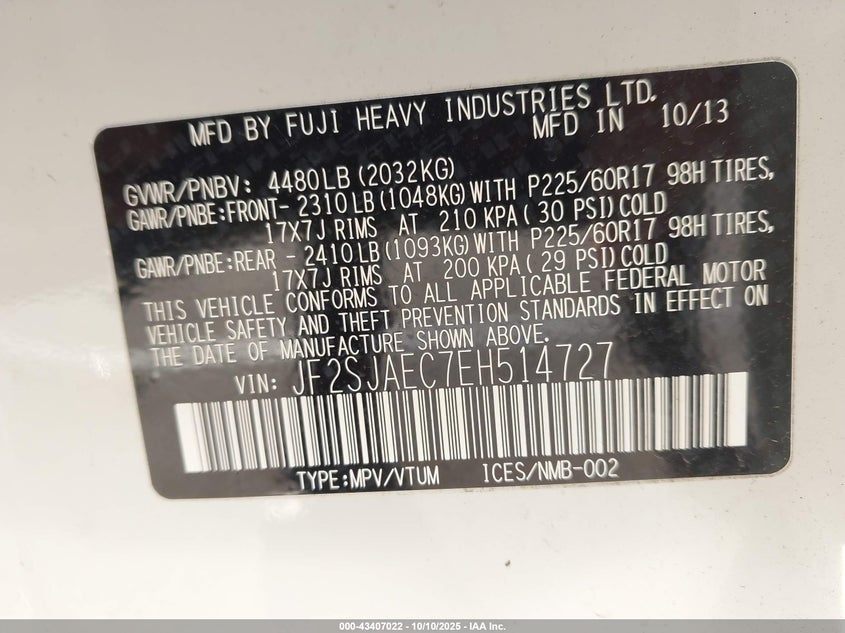 MFD BY FUJI HEAVY INDUSTRIES LTD.
MFD IN 10/13
GVWR/PNBV: 4480LB (2032KG)
GAWR/PNBE:FRONT- 2310LB (1048KG) WITH P225/60R17 98H TIRES,
17X7J RIMS AT 210 KPA (30 PSI) COLD
GAWR/PNBE:REAR - 2410LB (1093KG) WITH P225/60R17 98H TIRES,
17X7J RIMS AT 200 KPA (29 PSI) COLD
THIS VEHICLE CONFORMS TO ALL APPLICABLE FEDERAL MOTOR
VEHICLE SAFETY AND THEFT PREVENTION STANDARDS IN EFFECT ON
THE DATE OF MANUFACTURE SHOWN ABOVE.
VIN: JF2SJAEC7EH514727
TYPE:MPV/VTUM ICES/NMB-002
000-43407022 - 10/10/2025 - IAA Inc.